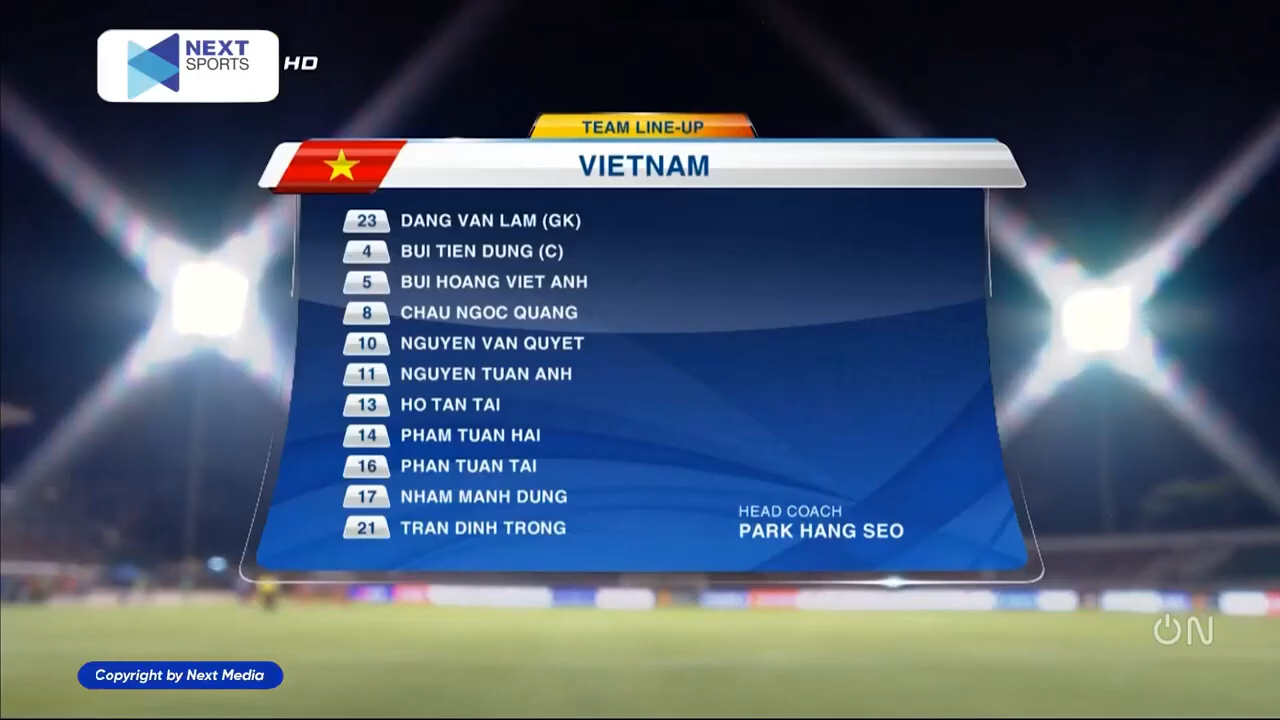 NEXT
SPORTS
HD
TEAM LINE-UP
VIETNAM
23 DANG VAN LAM (GK)
4 BUI TIEN DUNG (C)
5 BUI HOANG VIET ANH
8 CHAU NGOC QUANG
10 NGUYEN VAN QUYET
11 NGUYEN TUAN ANH
13 HO TAN TAI
14 PHAM TUAN HAI
16 PHAN TUAN TAI
17 NHAM MANH DUNG
21 TRAN DINH TRONG
HEAD COACH
PARK HANG SEO
ON
Copyright by Next Media